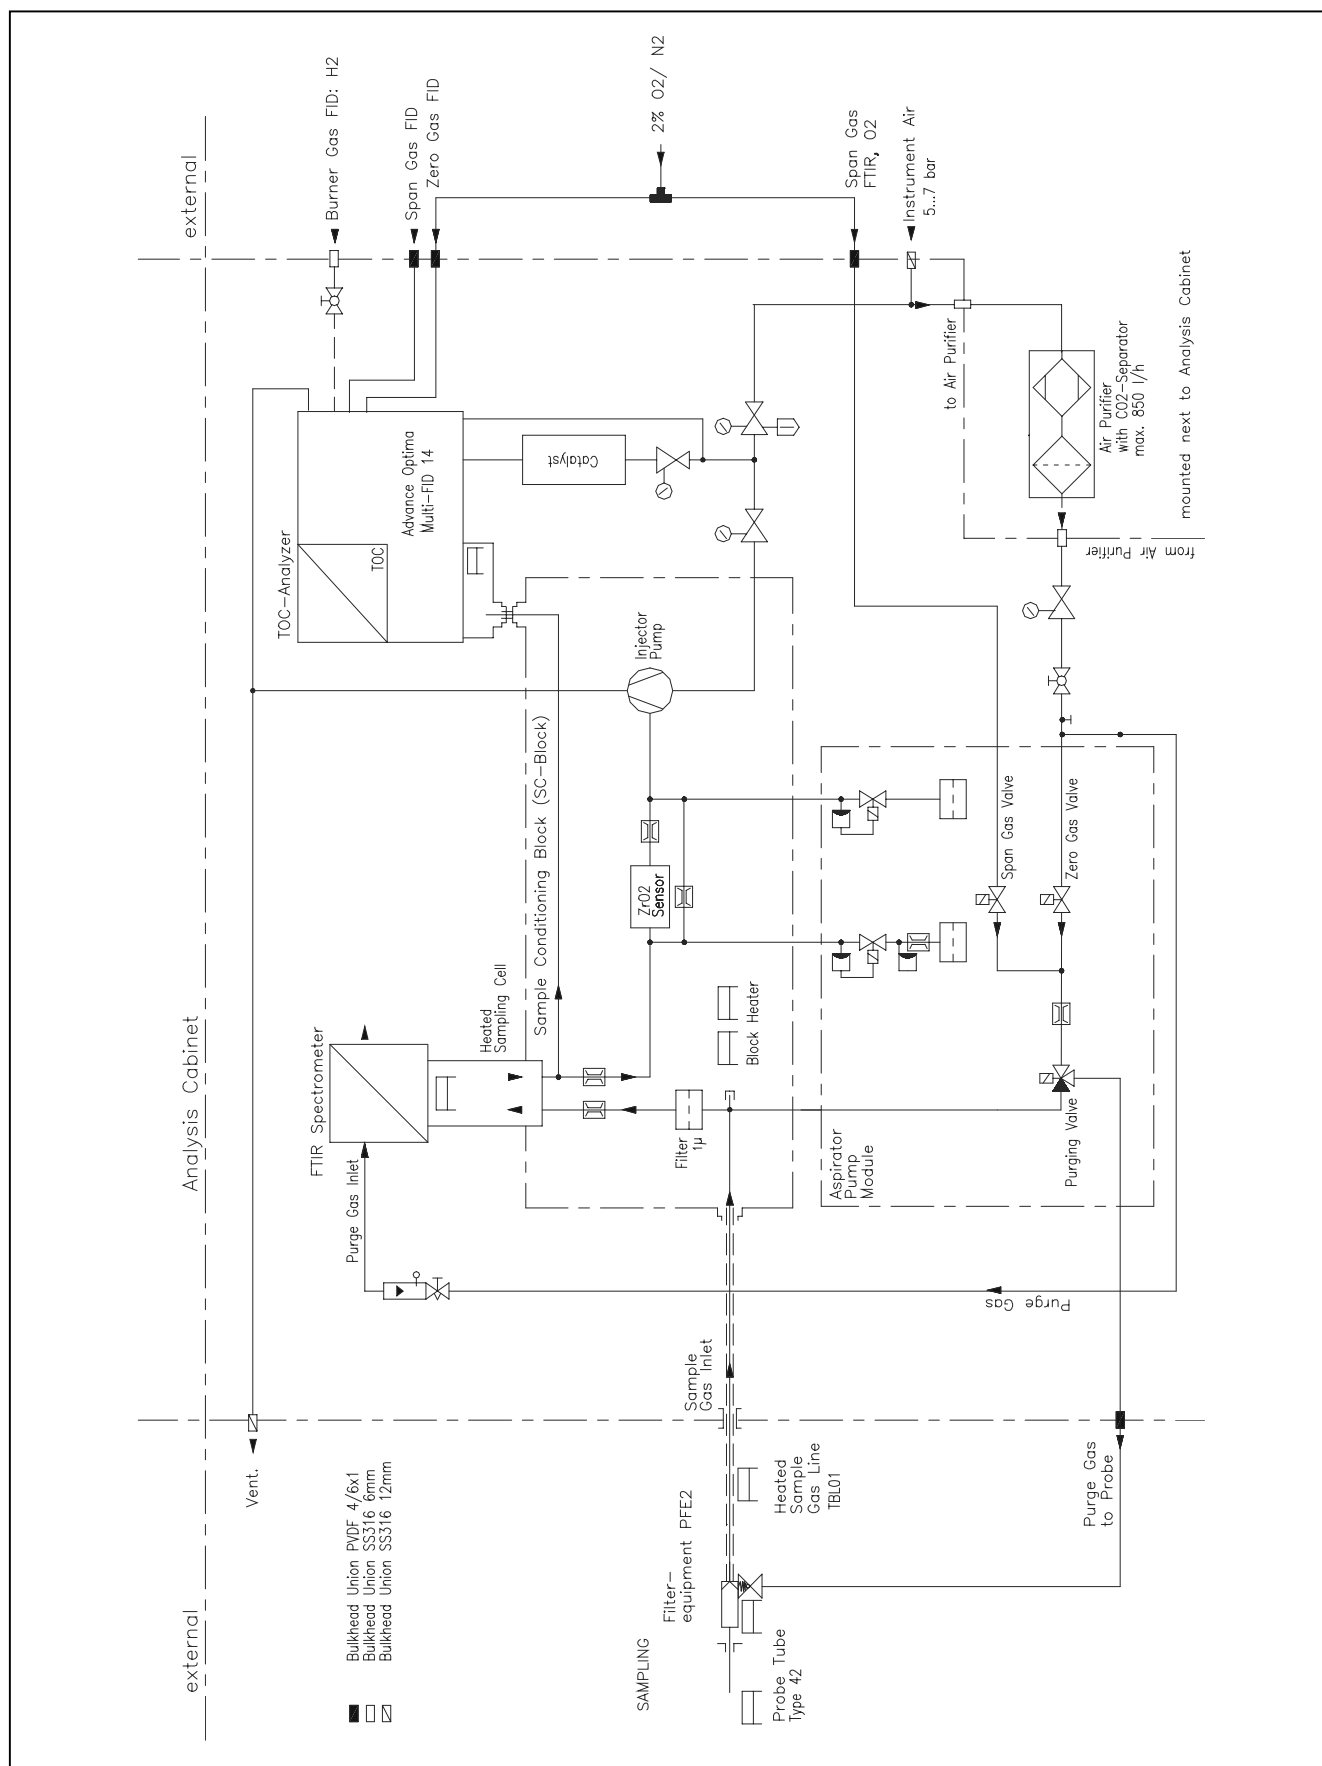 external
Analysis Cabinet
external
Vent.
Bulkhead Union PVDF 4/6x1
Bulkhead Union SS316 6mm
Bulkhead Union SS316 12mm
SAMPLING
Filter-
equipment PFE2
Probe Tube
Type 42
Heated
Sample
Gas Line
TBL01
Sample
Gas Inlet
Purge Gas
to Probe
Purge Gas
Purge Gas Inlet
FTIR Spectrometer
Heated
Sampling Cell
Sample Conditioning Block (SC-Block)
Filter
1µ
Block Heater
ZrO2
Sensor
Injector
Pump
Aspirator
Pump
Module
Purging Valve
Span Gas Valve
Zero Gas Valve
TOC-Analyzer
TOC
Advance Optima
Multi-FID 14
Catalyst
Burner Gas FID: H2
Span Gas FID
Zero Gas FID
2% O2/ N2
Span Gas
FTIR, O2
Instrument Air
5...7 bar
to Air Purifier
Air Purifier
with CO2-Separator
max. 850 l/h
from Air Purifier
mounted next to Analysis Cabinet